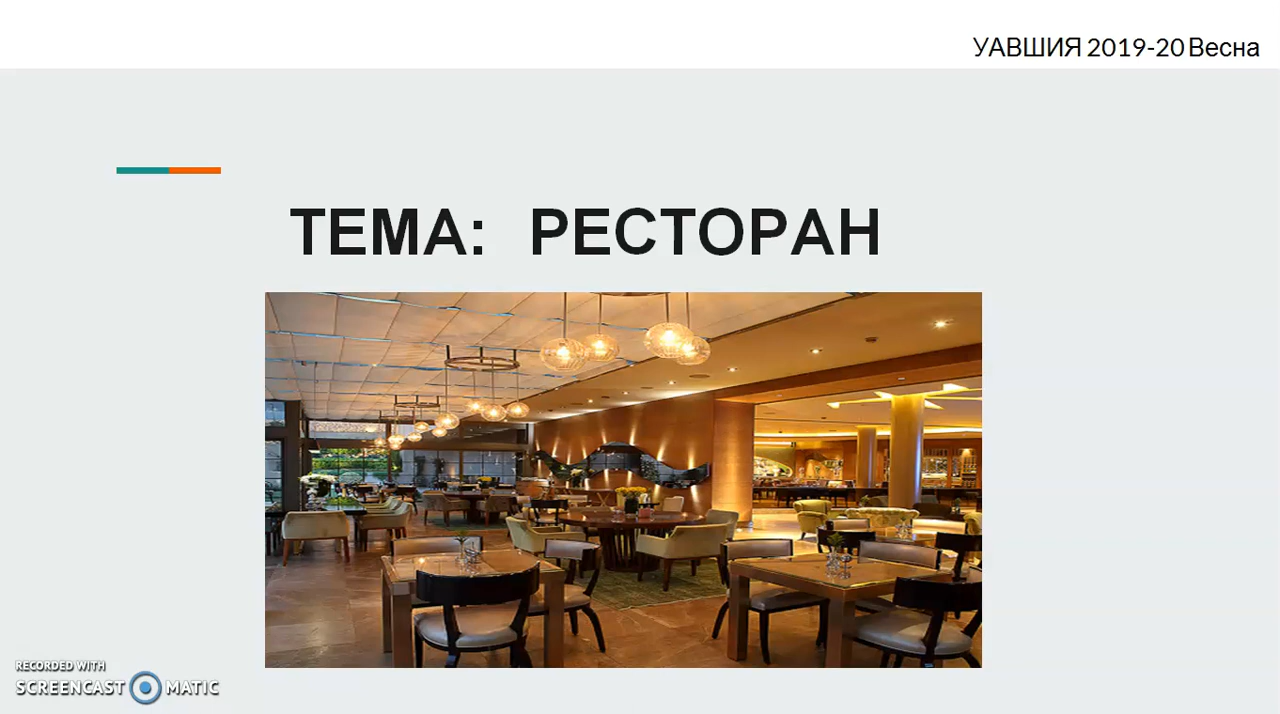 УАВШИЯ 2019-20 Весна
ТЕМА: РЕСТОРАН
RECORDED WITH
SCREENCAST MATIC